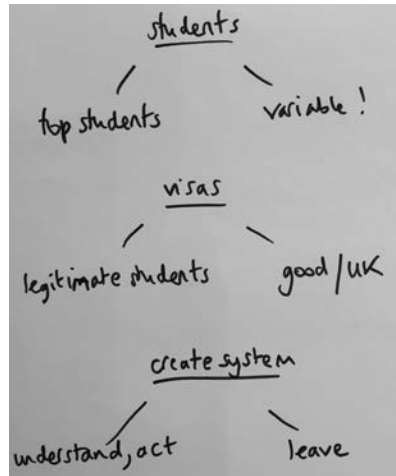 students
top students variable !
visas
legitimate students good / UK
create system
understand, act leave